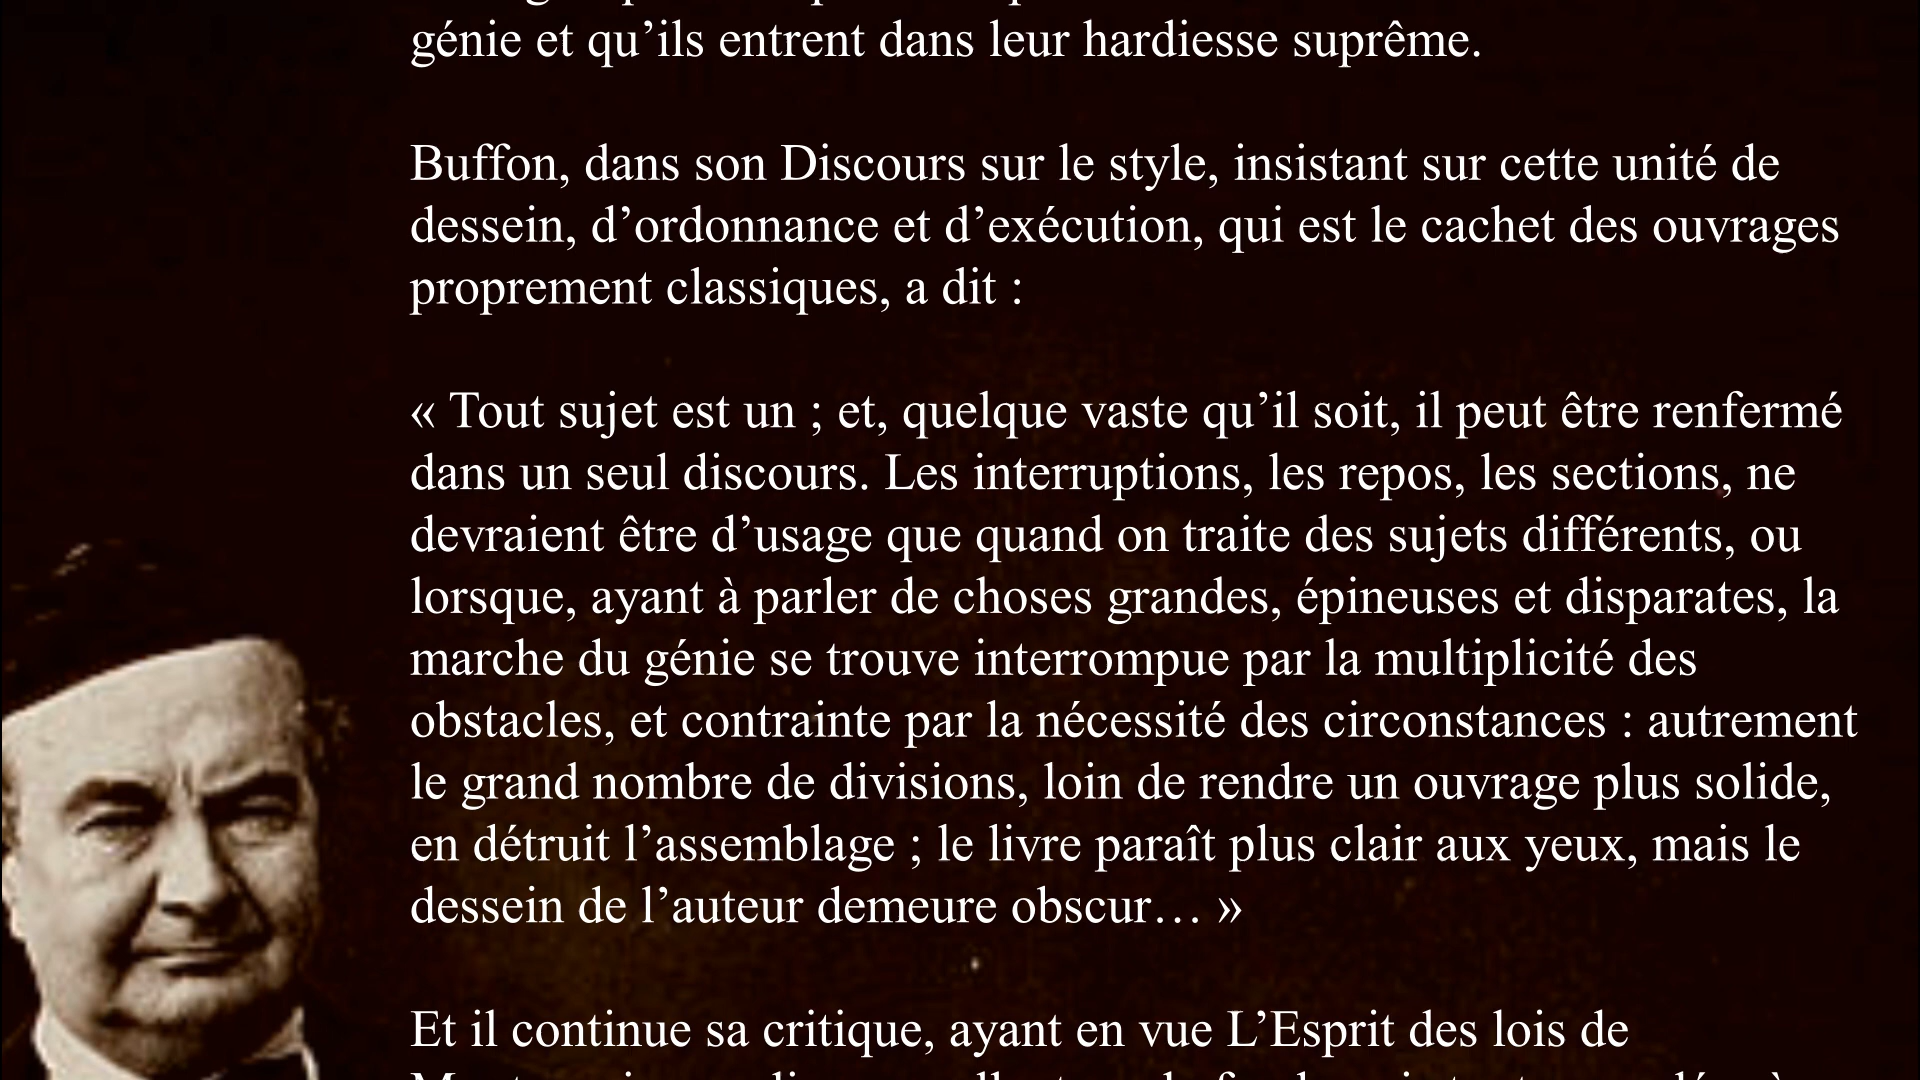 génie et qu’ils entrent dans leur hardiesse suprême.
Buffon, dans son Discours sur le style, insistant sur cette unité de
dessein, d’ordonnance et d’exécution, qui est le cachet des ouvrages
proprement classiques, a dit :
« Tout sujet est un ; et, quelque vaste qu’il soit, il peut être renfermé
dans un seul discours. Les interruptions, les repos, les sections, ne
devraient être d’usage que quand on traite des sujets différents, ou
lorsque, ayant à parler de choses grandes, épineuses et disparates, la
marche du génie se trouve interrompue par la multiplicité des
obstacles, et contrainte par la nécessité des circonstances : autrement
le grand nombre de divisions, loin de rendre un ouvrage plus solide,
en détruit l’assemblage ; le livre paraît plus clair aux yeux, mais le
dessein de l’auteur demeure obscur… »
Et il continue sa critique, ayant en vue L’Esprit des lois de